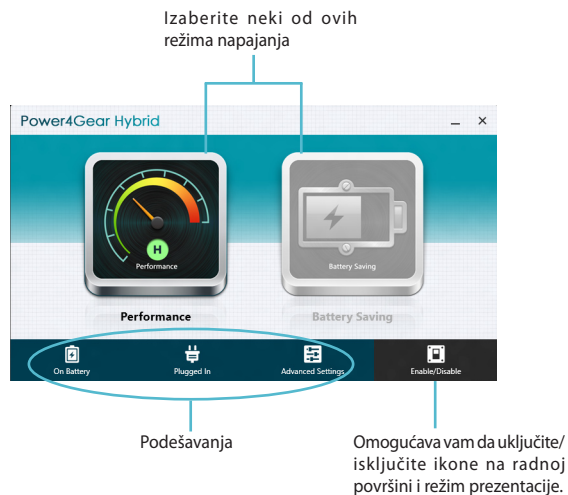 Izaberite neki od ovih
režima napajanja
Power4Gear Hybrid
H
Performance
Battery Saving
Performance
Battery Saving
On Battery
Plugged In
Advanced Settings
Enable/Disable
Podešavanja
Omogućava vam da uključite/
isključite ikone na radnoj
površini i režim prezentacije.